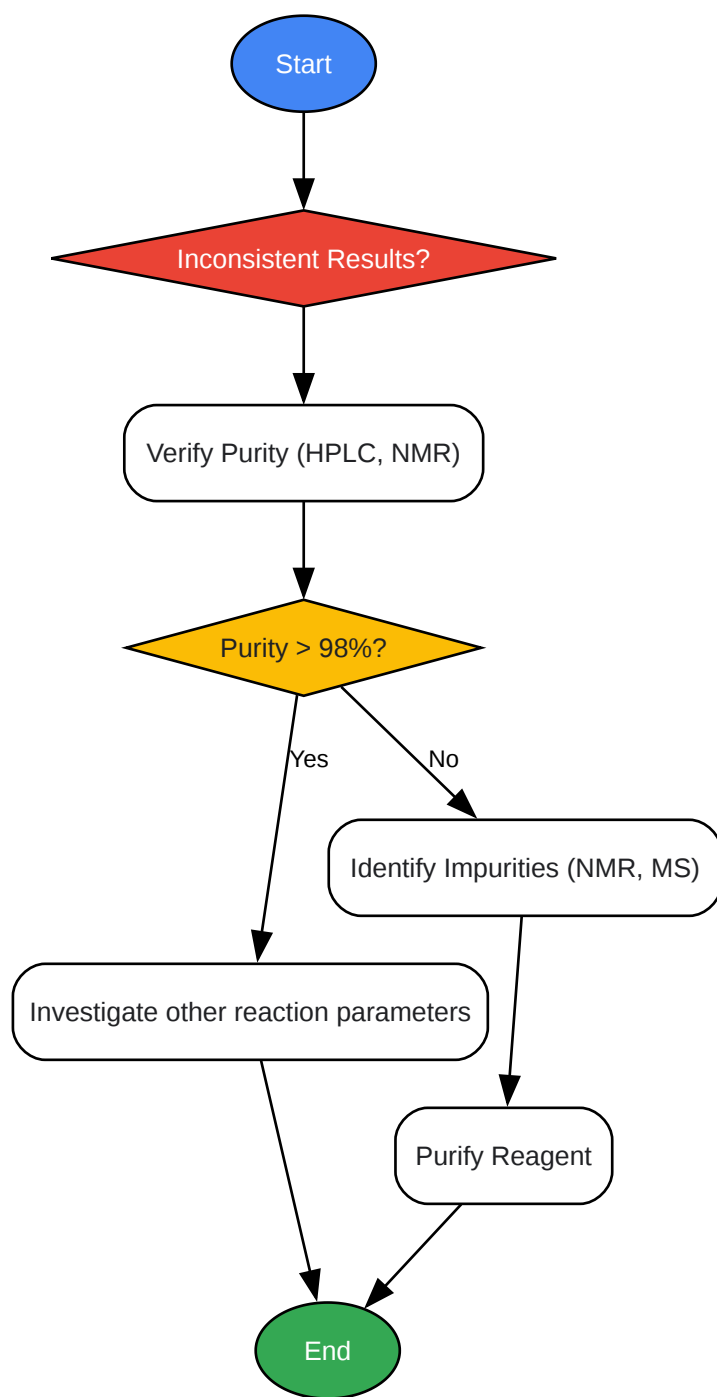 Start
Inconsistent Results?
Verify Purity (HPLC, NMR)
Purity > 98%?
Yes
No
Identify Impurities (NMR, MS)
Investigate other reaction parameters
Purify Reagent
End